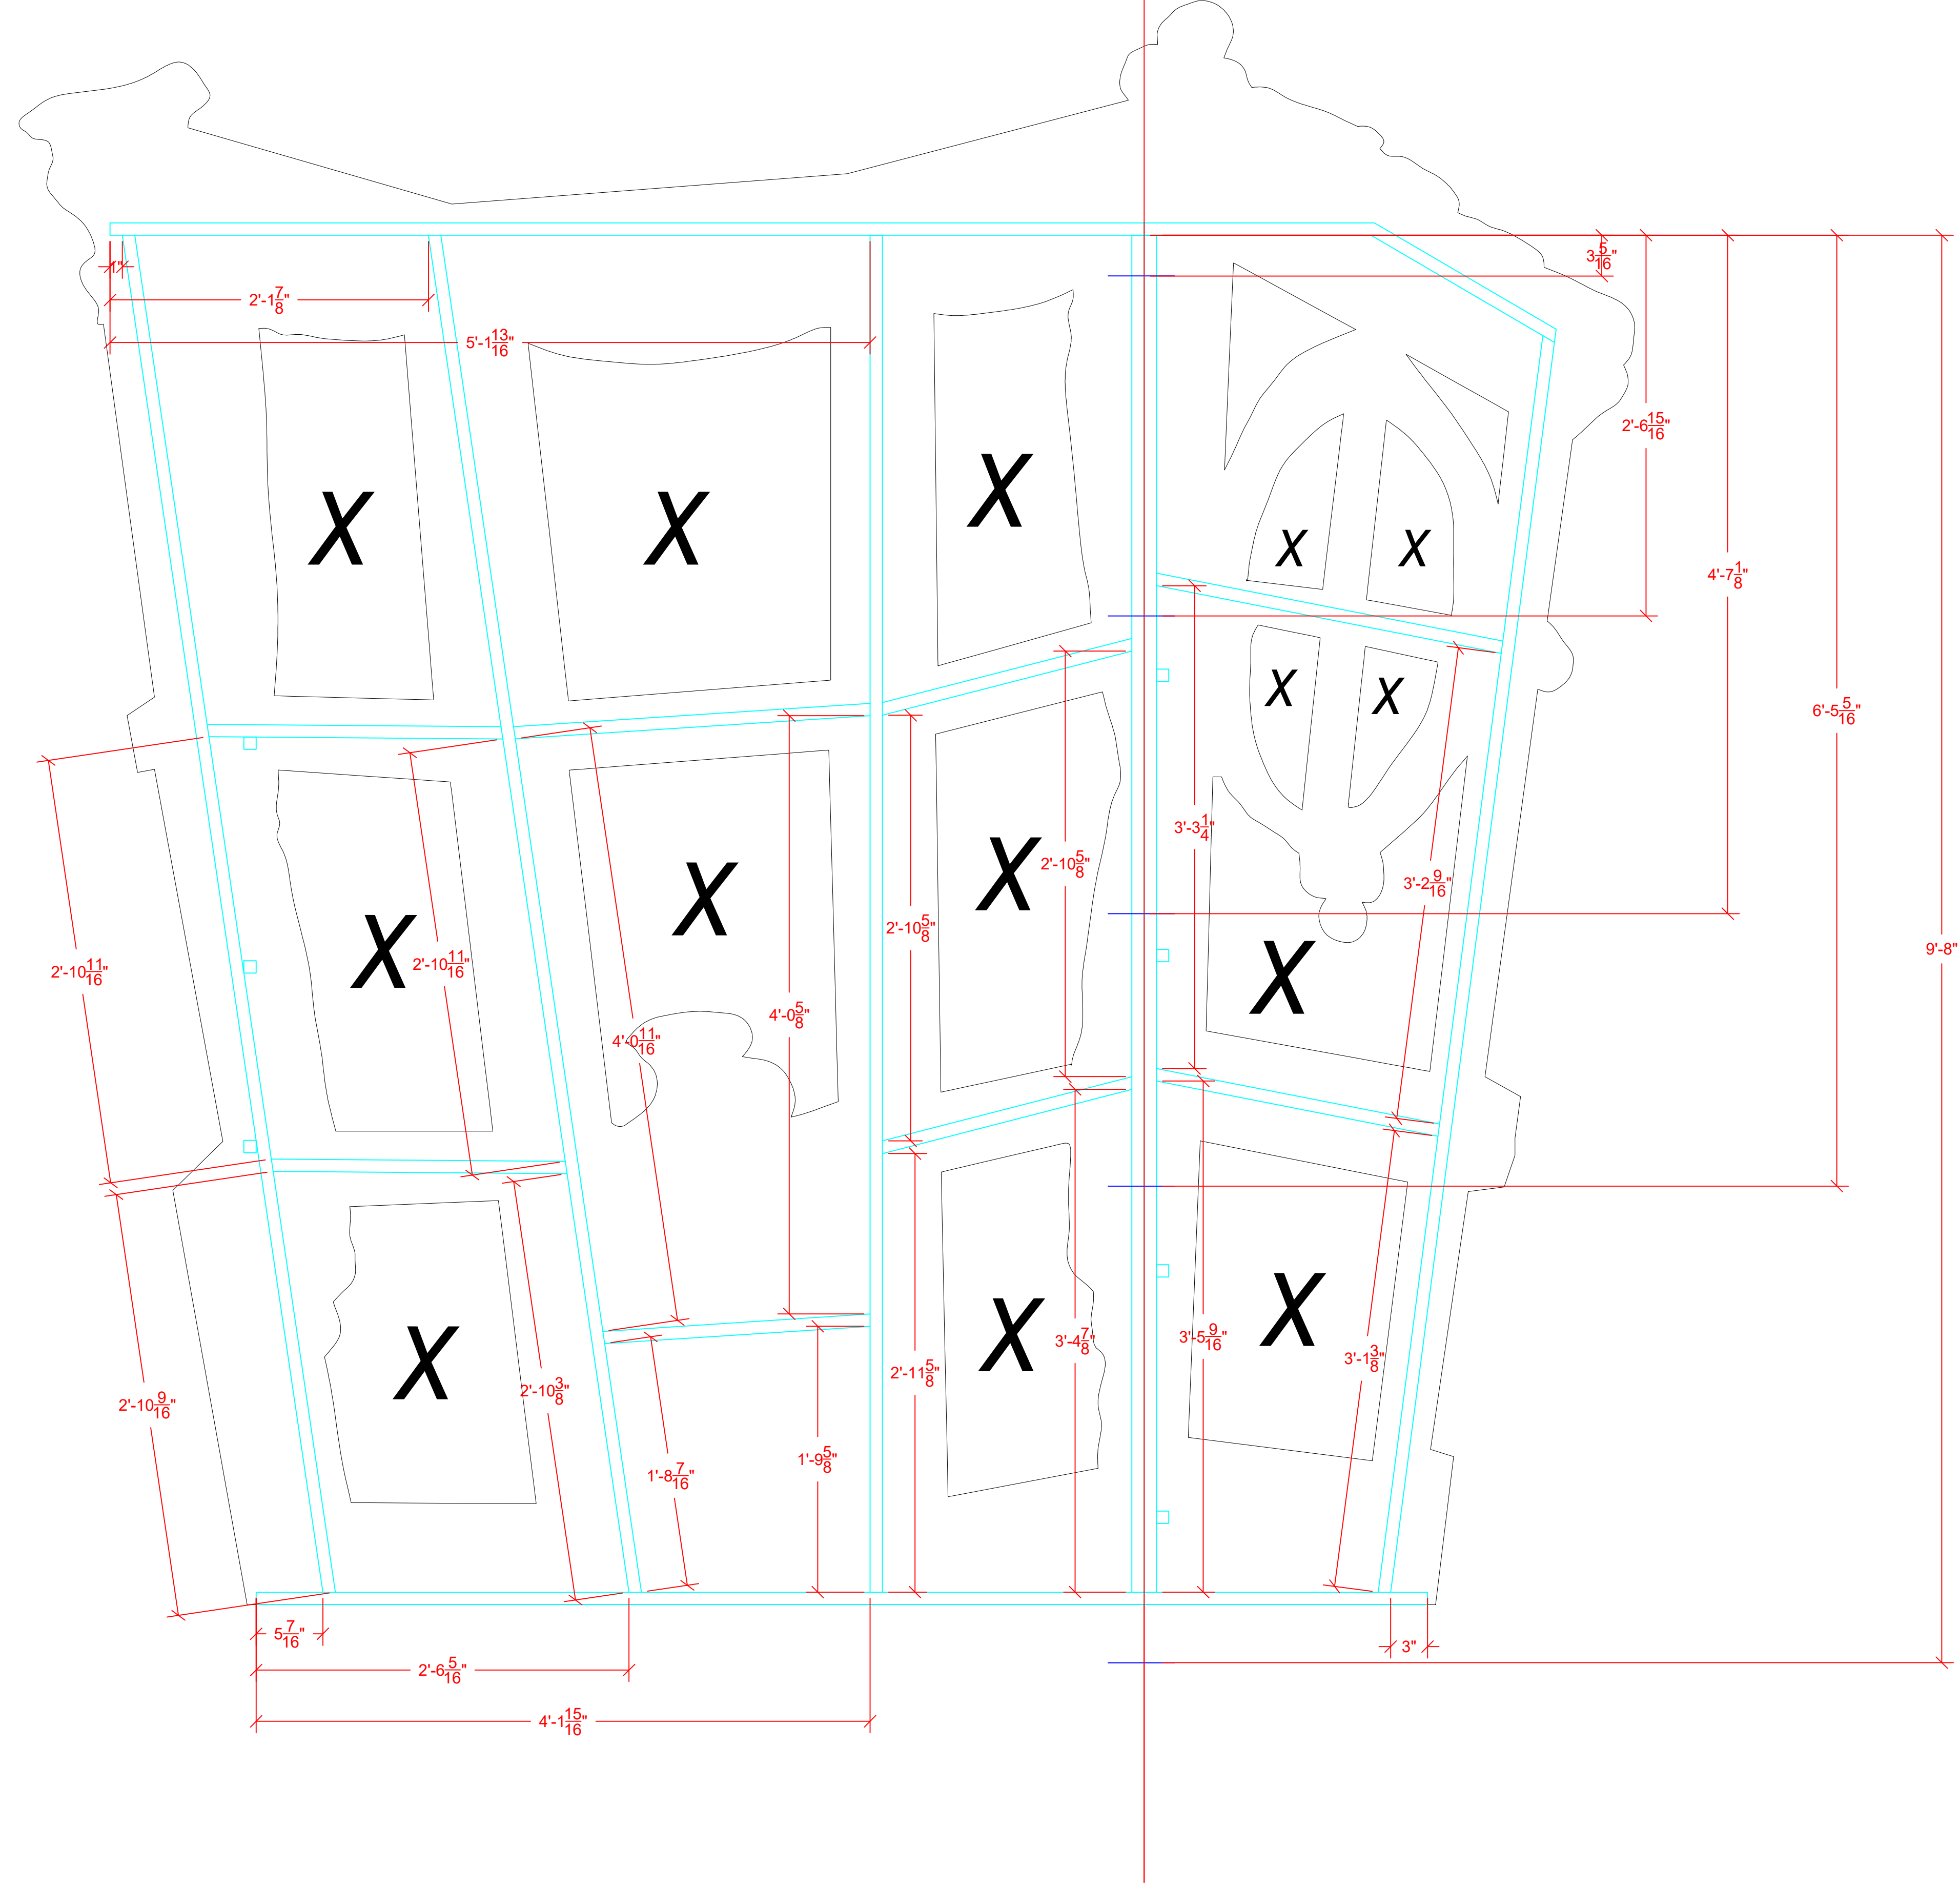 1"
3 5/16"
2'-1 7/8"
5'-1 13/16"
2'-6 15/16"
X
X
X
X
X
4'-7 1/8"
X
X
6'-5 5/16"
3'-3 1/4"
2'-10 5/8"
X
3'-2 9/16"
X
2'-10 5/8"
X
9'-8"
2'-10 11/16"
2'-10 11/16"
X
X
4'-0 5/8"
4'-0 11/16"
X
X
X
3'-4 7/8"
3'-5 9/16"
3'-1 3/8"
2'-11 5/8"
2'-10 3/8"
2'-10 9/16"
1'-9 5/8"
1'-8 7/16"
5 7/16"
3"
2'-6 5/16"
4'-1 15/16"